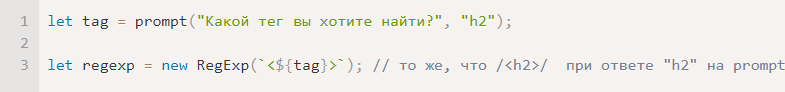 1 let tag = prompt("Какой тег вы хотите найти?", "h2");
2
3 let regexp = new RegExp(`<${tag}>`); // то же, что /<h2>/  при ответе "h2" на prompt